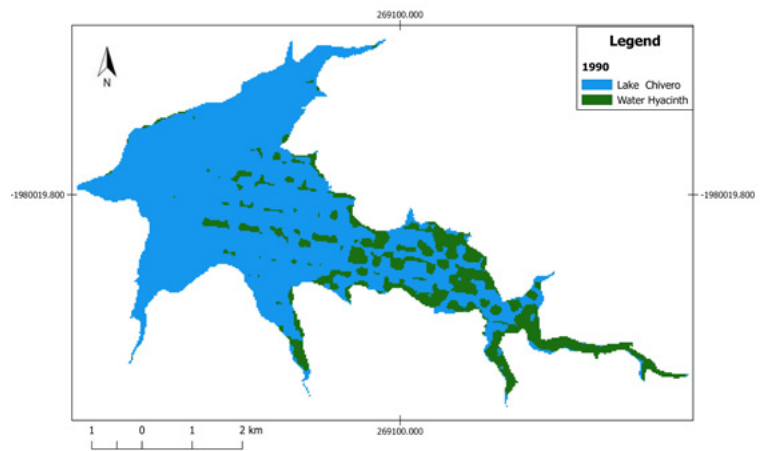 269100.000
Legend
1990
Lake Chivero
Water Hyacinth
N
-1980019.800
-1980019.800
269100.000
1 0 1 2 km